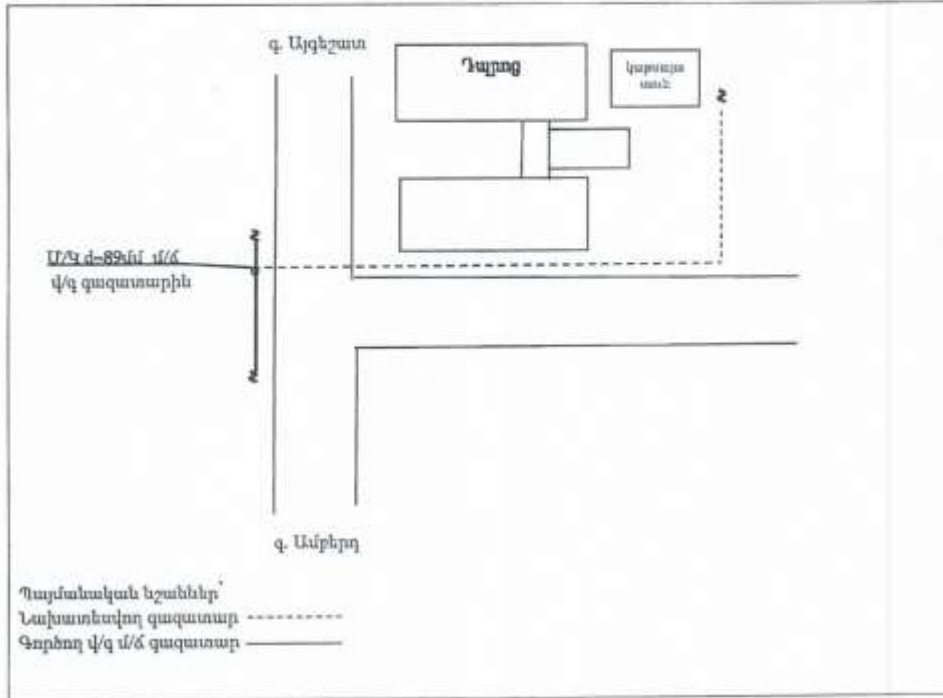 գ. Այգեշատ
Դպրոց
կաթսայա
տուն
Մ/Կ d=89մմ մ/ճ
վ/գ գազատարին
գ. Ամբերդ
Պայմանական նշաններ՝
Նախատեսվող գազատար
Գործող վ/գ մ/ճ գազատար